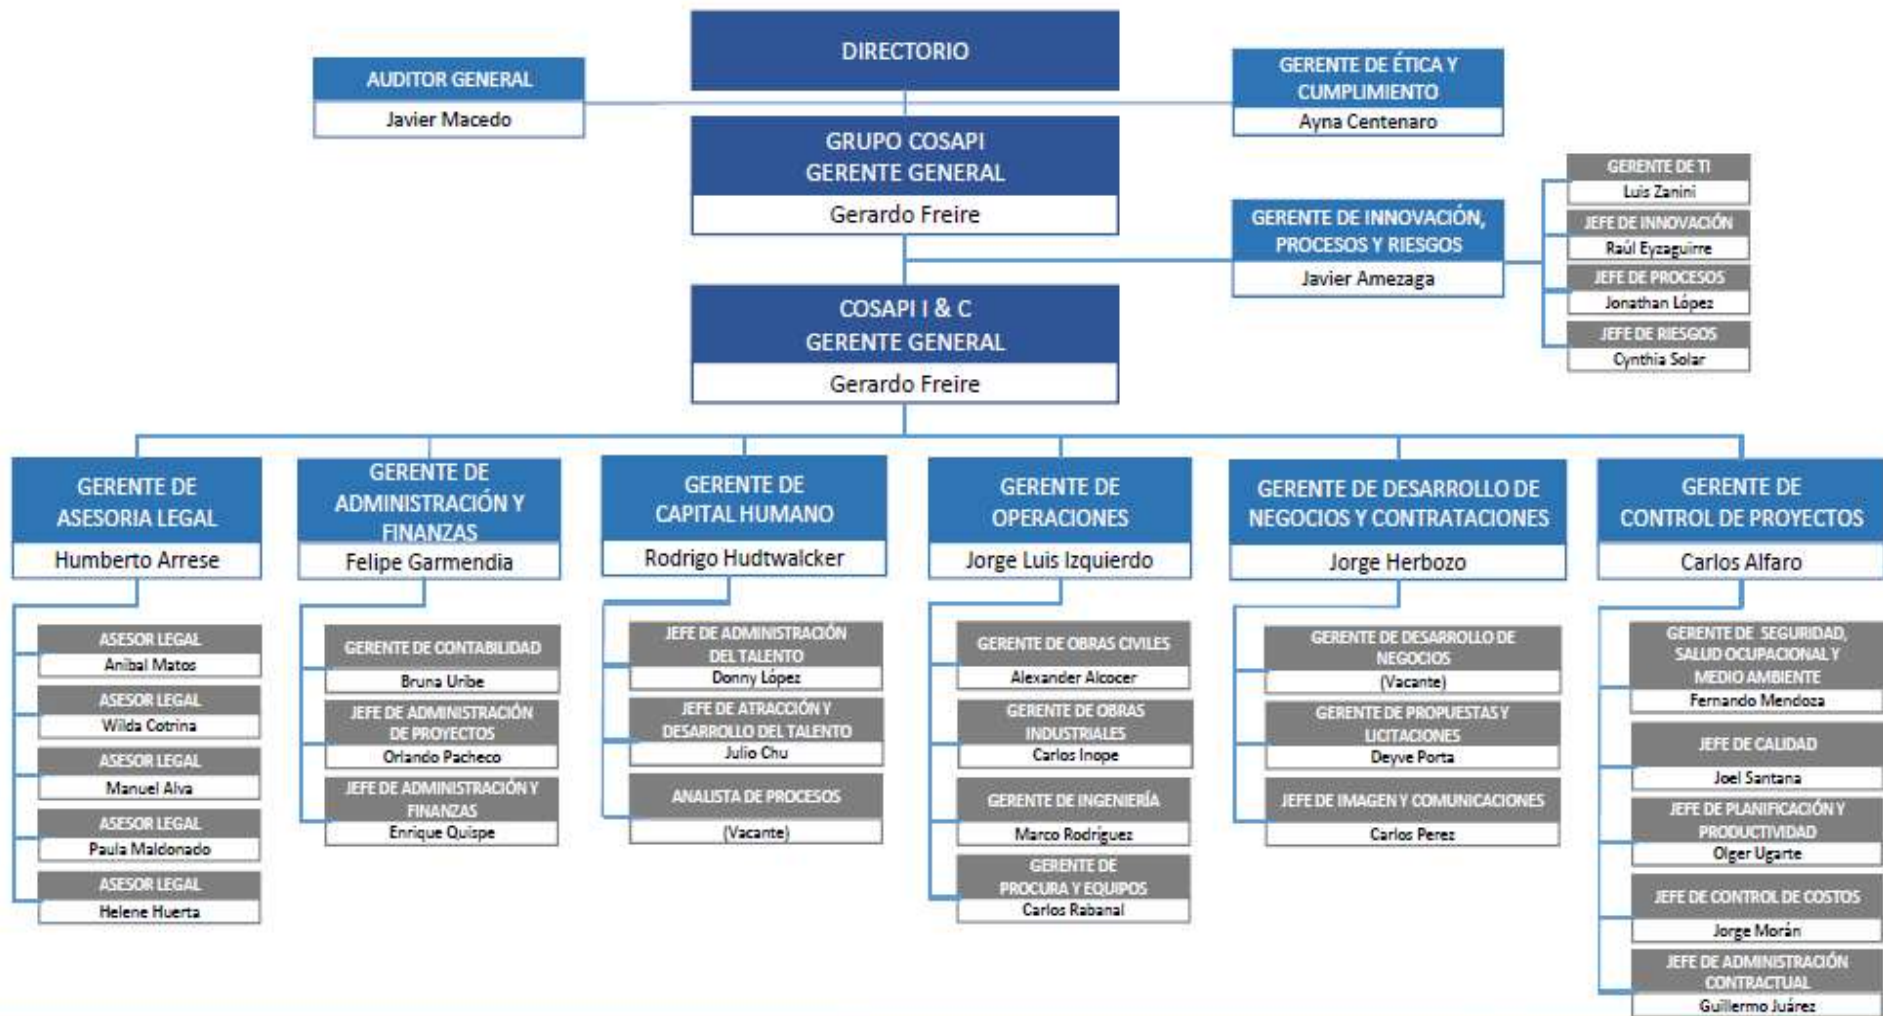 DIRECTORIO
AUDITOR GENERAL
Javier Macedo
GERENTE DE ÉTICA Y
CUMPLIMIENTO
Ayna Centenaro
GRUPO COSAPI
GERENTE GENERAL
Gerardo Freire
GERENTE DE INNOVACIÓN,
PROCESOS Y RIESGOS
Javier Amezaga
GERENTE DE TI
Luis Zanini
JEFE DE INNOVACIÓN
Raúl Eyzaguirre
JEFE DE PROCESOS
Jonathan López
JEFE DE RIESGOS
Cynthia Solar
COSAPI I & C
GERENTE GENERAL
Gerardo Freire
GERENTE DE
ASESORIA LEGAL
Humberto Arrese
ASESOR LEGAL
Anibal Matos
ASESOR LEGAL
Wilda Cotrina
ASESOR LEGAL
Manuel Alva
ASESOR LEGAL
Paula Maldonado
ASESOR LEGAL
Helene Huerta
GERENTE DE
ADMINISTRACIÓN Y
FINANZAS
Felipe Garmendia
GERENTE DE CONTABILIDAD
Bruna Uribe
JEFE DE ADMINISTRACIÓN
DE PROYECTOS
Orlando Pacheco
JEFE DE ADMINISTRACIÓN Y
FINANZAS
Enrique Quispe
GERENTE DE
CAPITAL HUMANO
Rodrigo Hudtwalcker
JEFE DE ADMINISTRACIÓN
DEL TALENTO
Donny López
JEFE DE ATRACCIÓN Y
DESARROLLO DEL TALENTO
Julio Chu
ANALISTA DE PROCESOS
(Vacante)
GERENTE DE
OPERACIONES
Jorge Luis Izquierdo
GERENTE DE OBRAS CIVILES
Alexander Alcocer
GERENTE DE OBRAS
INDUSTRIALES
Carlos Inope
GERENTE DE INGENIERÍA
Marco Rodríguez
GERENTE DE
PROCURA Y EQUIPOS
Carlos Rabanal
GERENTE DE DESARROLLO DE
NEGOCIOS Y CONTRATACIONES
Jorge Herbozo
GERENTE DE DESARROLLO DE
NEGOCIOS
(Vacante)
GERENTE DE PROPUESTAS Y
LICITACIONES
Deyve Porta
JEFE DE IMAGEN Y COMUNICACIONES
Carlos Perez
GERENTE DE
CONTROL DE PROYECTOS
Carlos Alfaro
GERENTE DE SEGURIDAD,
SALUD OCUPACIONAL Y
MEDIO AMBIENTE
Fernando Mendoza
JEFE DE CALIDAD
Joel Santana
JEFE DE PLANIFICACIÓN Y
PRODUCTIVIDAD
Olger Ugarte
JEFE DE CONTROL DE COSTOS
Jorge Morán
JEFE DE ADMINISTRACIÓN
CONTRACTUAL
Guillermo Juárez